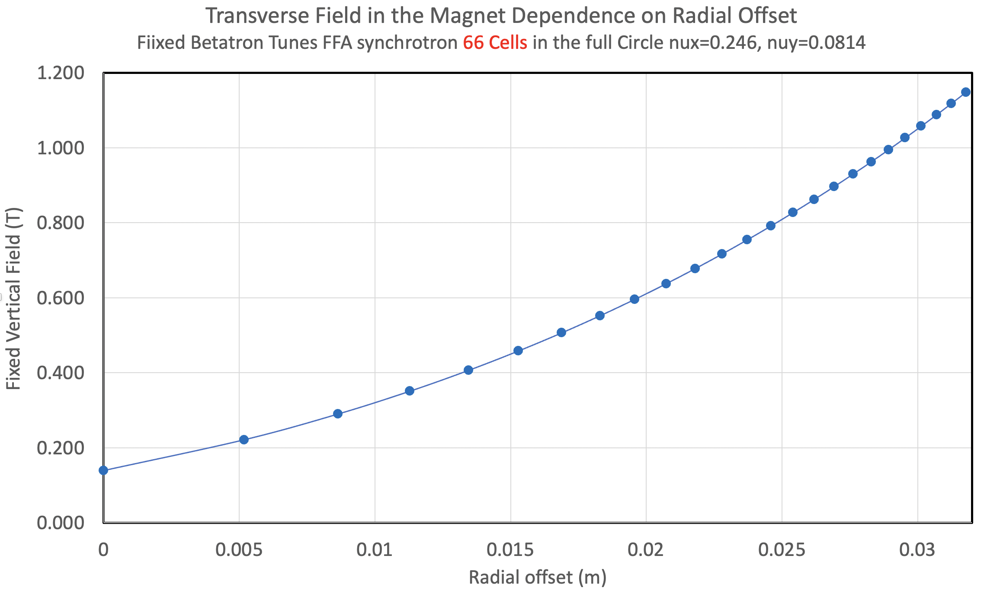 Transverse Field in the Magnet Dependence on Radial Offset
Fiixed Betatron Tunes FFA synchrotron 66 Cells in the full Circle nux=0.246, nuy=0.0814
1.200
1.000
0.800
0.600
0.400
0.200
0.000
Fixed Vertical Field (T)
0 0.005 0.01 0.015 0.02 0.025 0.03
Radial offset (m)